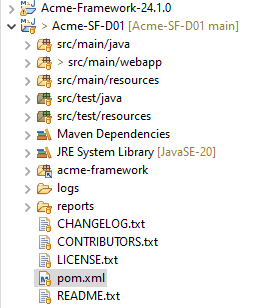 Acme-Framework-24.1.0
> Acme-SF-D01 [Acme-SF-D01 main]
src/main/java
> src/main/webapp
src/main/resources
src/test/java
src/test/resources
Maven Dependencies
JRE System Library [JavaSE-20]
acme-framework
logs
reports
CHANGELOG.txt
CONTRIBUTORS.txt
LICENSE.txt
pom.xml
README.txt